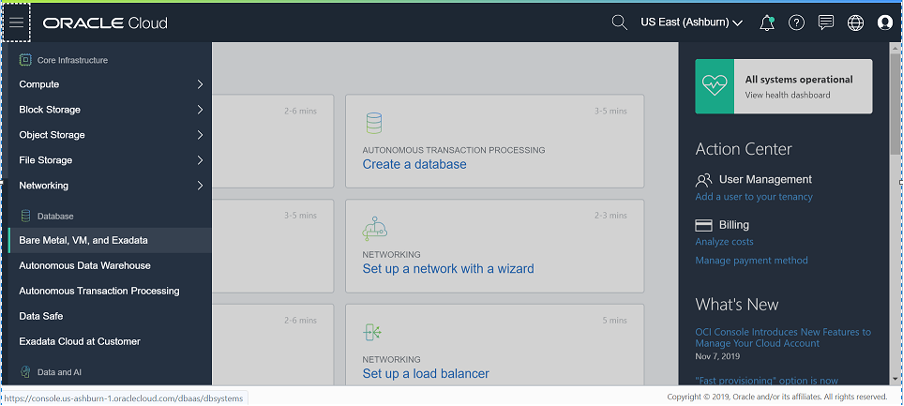 ORACLE Cloud
US East (Ashburn)
Core Infrastructure
Compute
Block Storage
Object Storage
File Storage
Networking
Database
Bare Metal, VM, and Exadata
Autonomous Data Warehouse
Autonomous Transaction Processing
Data Safe
Exadata Cloud at Customer
Data and AI
2-6 mins
3-5 mins
AUTONOMOUS TRANSACTION PROCESSING
Create a database
3-5 mins
2-3 mins
NETWORKING
Set up a network with a wizard
2-6 mins
5 mins
NETWORKING
Set up a load balancer
All systems operational
View health dashboard
Action Center
User Management
Add a user to your tenancy
Billing
Analyze costs
Manage payment method
What's New
OCI Console Introduces New Features to
Manage Your Cloud Account
Nov 7, 2019
"Fast provisioning" option is now
https://console.us-ashburn-1.oraclecloud.com/dbaas/dbsystems
Copyright © 2019, Oracle and/or its affiliates. All rights reserved.